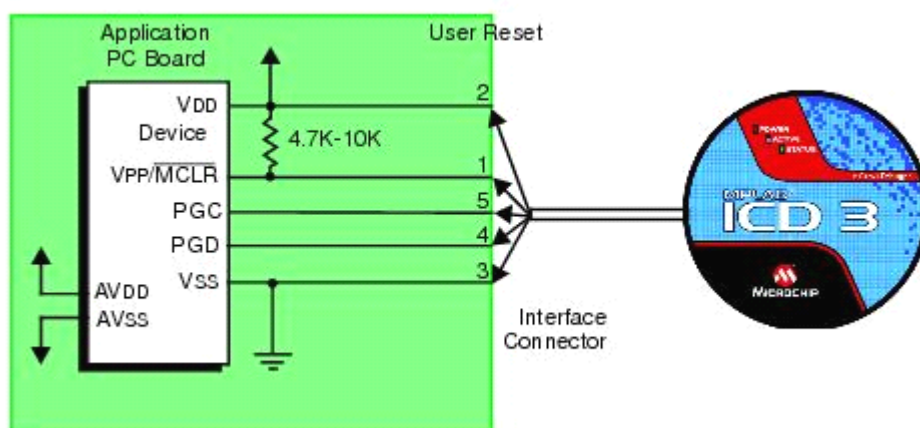 Application
PC Board
User Reset
VDD
2
Device
4.7K-10K
VPP/MCLR
1
PGC
5
PGD
4
VSS
3
AVDD
AVSS
Interface
Connector
POWER
ACTIVE
STATUS
MPLAB
ICD 3
MICROCHIP